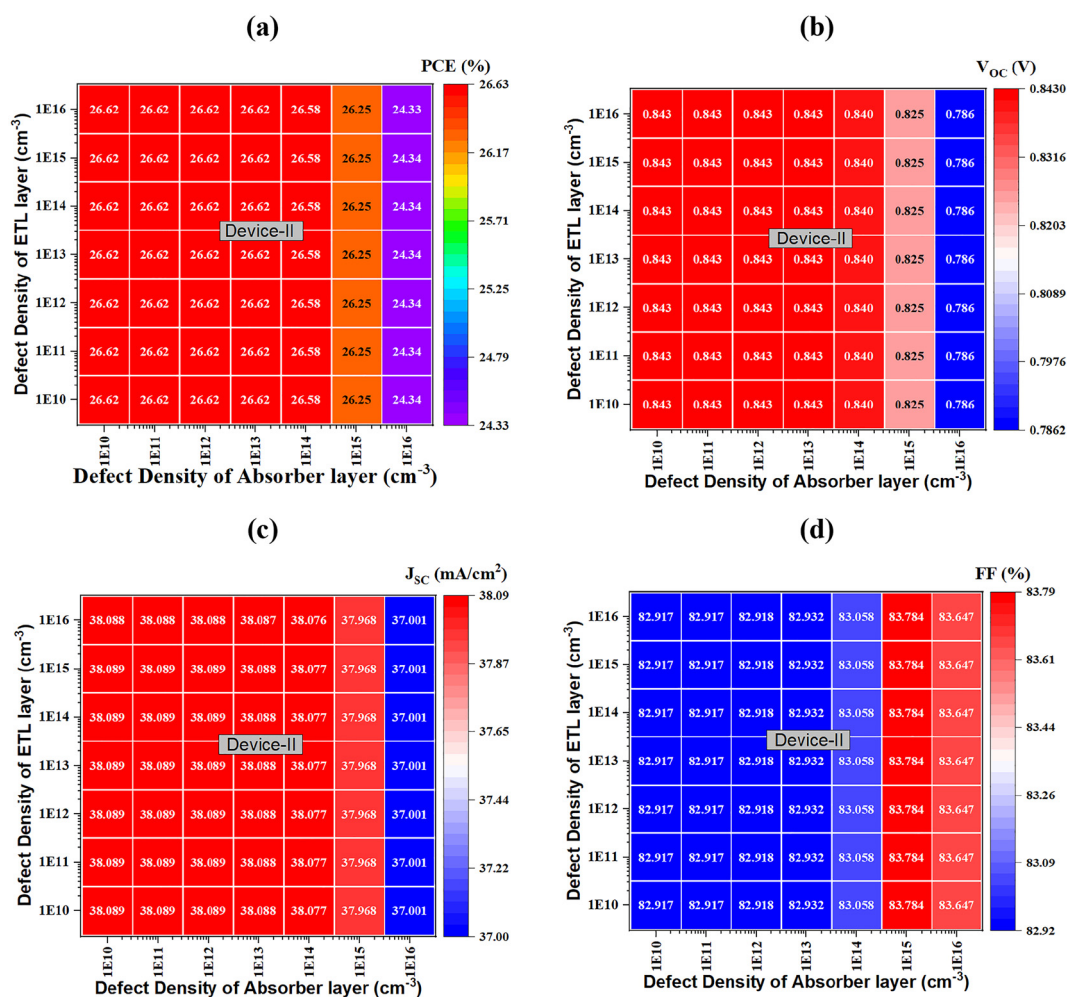 (a)
PCE (%)
Defect Density of ETL layer (cm-3)
1E16 26.62 26.62 26.62 26.62 26.58 26.25 24.33
1E15 26.62 26.62 26.62 26.62 26.58 26.25 24.34
1E14 26.62 26.62 26.62 26.62 26.58 26.25 24.34
Device-II
1E13 26.62 26.62 26.62 26.62 26.58 26.25 24.34
1E12 26.62 26.62 26.62 26.62 26.58 26.25 24.34
1E11 26.62 26.62 26.62 26.62 26.58 26.25 24.34
1E10 26.62 26.62 26.62 26.62 26.58 26.25 24.34
1E10 1E11 1E12 1E13 1E14 1E15 1E16
Defect Density of Absorber layer (cm-3)
26.63
26.17
25.71
25.25
24.79
24.33
(b)
VOC (V)
Defect Density of ETL layer (cm-3)
1E16 0.843 0.843 0.843 0.843 0.840 0.825 0.786
1E15 0.843 0.843 0.843 0.843 0.840 0.825 0.786
1E14 0.843 0.843 0.843 0.843 0.840 0.825 0.786
Device-II
1E13 0.843 0.843 0.843 0.843 0.840 0.825 0.786
1E12 0.843 0.843 0.843 0.843 0.840 0.825 0.786
1E11 0.843 0.843 0.843 0.843 0.840 0.825 0.786
1E10 0.843 0.843 0.843 0.843 0.840 0.825 0.786
1E10 1E11 1E12 1E13 1E14 1E15 1E16
Defect Density of Absorber layer (cm-3)
0.8430
0.8316
0.8203
0.8089
0.7976
0.7862
(c)
JSC (mA/cm2)
Defect Density of ETL layer (cm-3)
1E16 38.088 38.088 38.088 38.087 38.076 37.968 37.001
1E15 38.089 38.089 38.089 38.088 38.077 37.968 37.001
1E14 38.089 38.089 38.089 38.088 38.077 37.968 37.001
Device-II
1E13 38.089 38.089 38.089 38.088 38.077 37.968 37.001
1E12 38.089 38.089 38.089 38.088 38.077 37.968 37.001
1E11 38.089 38.089 38.089 38.088 38.077 37.968 37.001
1E10 38.089 38.089 38.089 38.088 38.077 37.968 37.001
1E10 1E11 1E12 1E13 1E14 1E15 1E16
Defect Density of Absorber layer (cm-3)
38.09
37.87
37.65
37.44
37.22
37.00
(d)
FF (%)
Defect Density of ETL layer (cm-3)
1E16 82.917 82.917 82.918 82.932 83.058 83.784 83.647
1E15 82.917 82.917 82.918 82.932 83.058 83.784 83.647
1E14 82.917 82.917 82.918 82.932 83.058 83.784 83.647
Device-II
1E13 82.917 82.917 82.918 82.932 83.058 83.784 83.647
1E12 82.917 82.917 82.918 82.932 83.058 83.784 83.647
1E11 82.917 82.917 82.918 82.932 83.058 83.784 83.647
1E10 82.917 82.917 82.918 82.932 83.058 83.784 83.647
1E10 1E11 1E12 1E13 1E14 1E15 1E16
Defect Density of Absorber layer (cm-3)
83.79
83.61
83.44
83.26
83.09
82.92